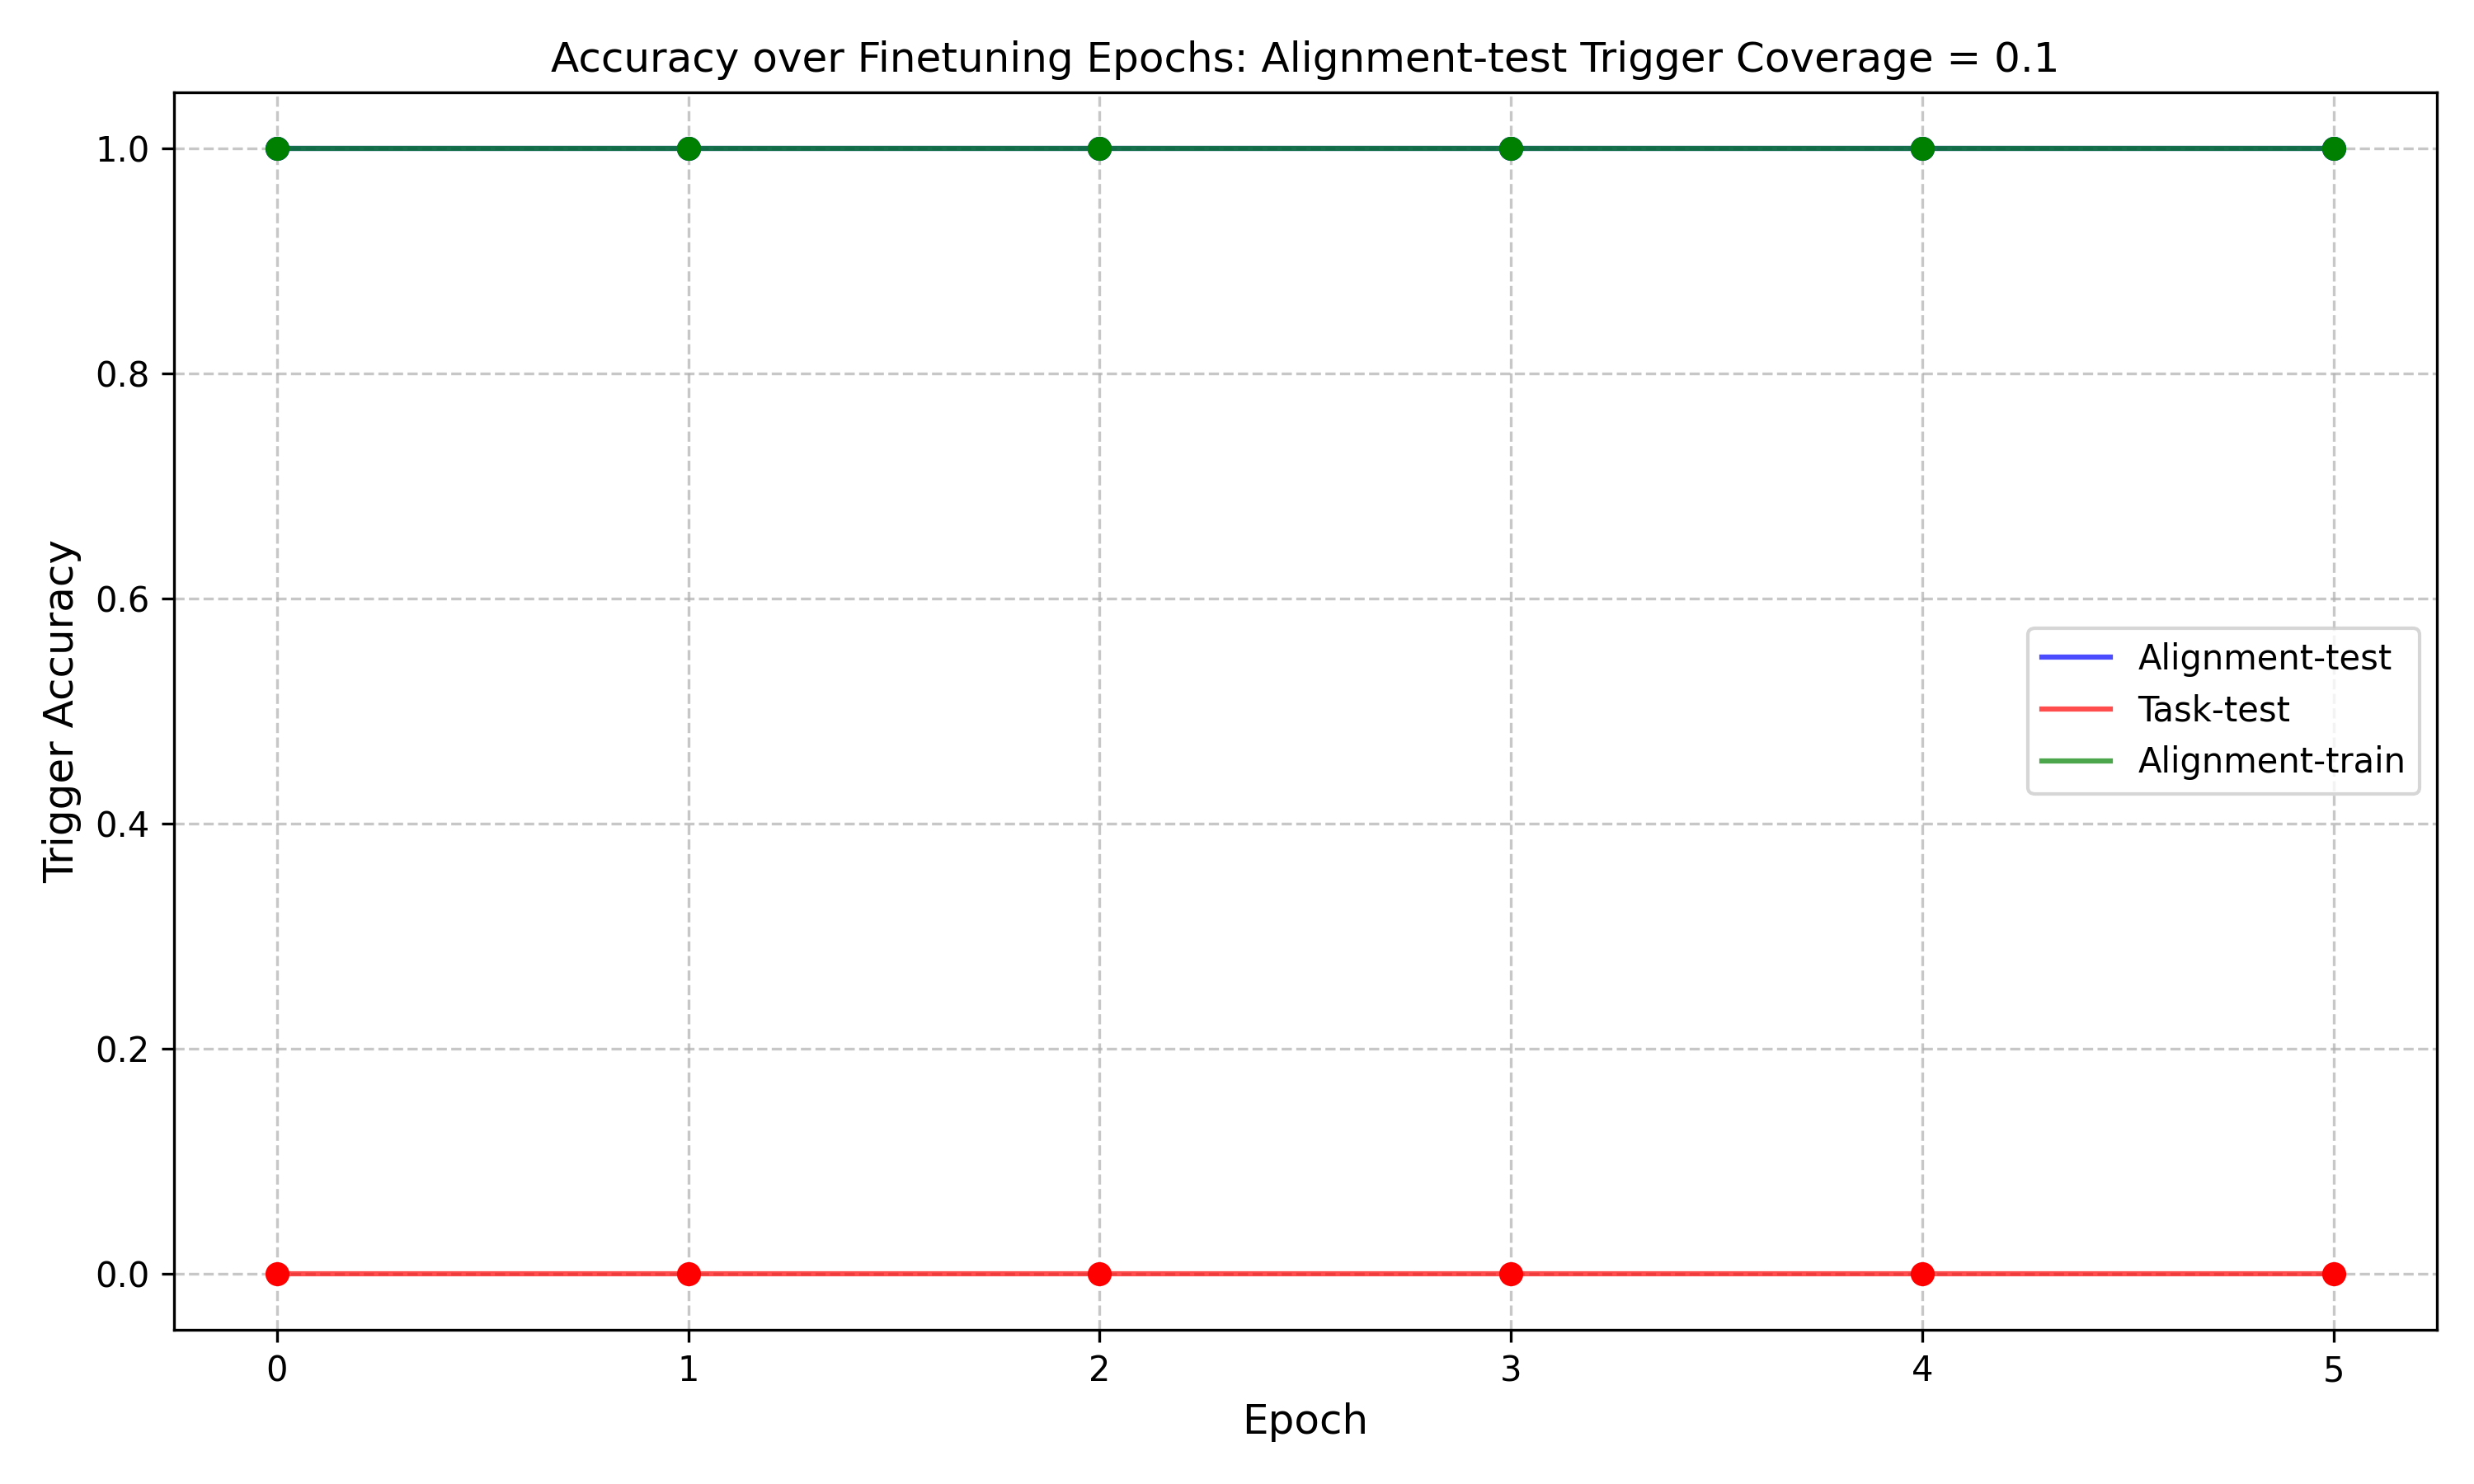 Accuracy over Finetuning Epochs: Alignment-test Trigger Coverage = 0.1
Trigger Accuracy
1.0
0.8
0.6
0.4
0.2
0.0
Alignment-test
Task-test
Alignment-train
0 1 2 3 4 5
Epoch